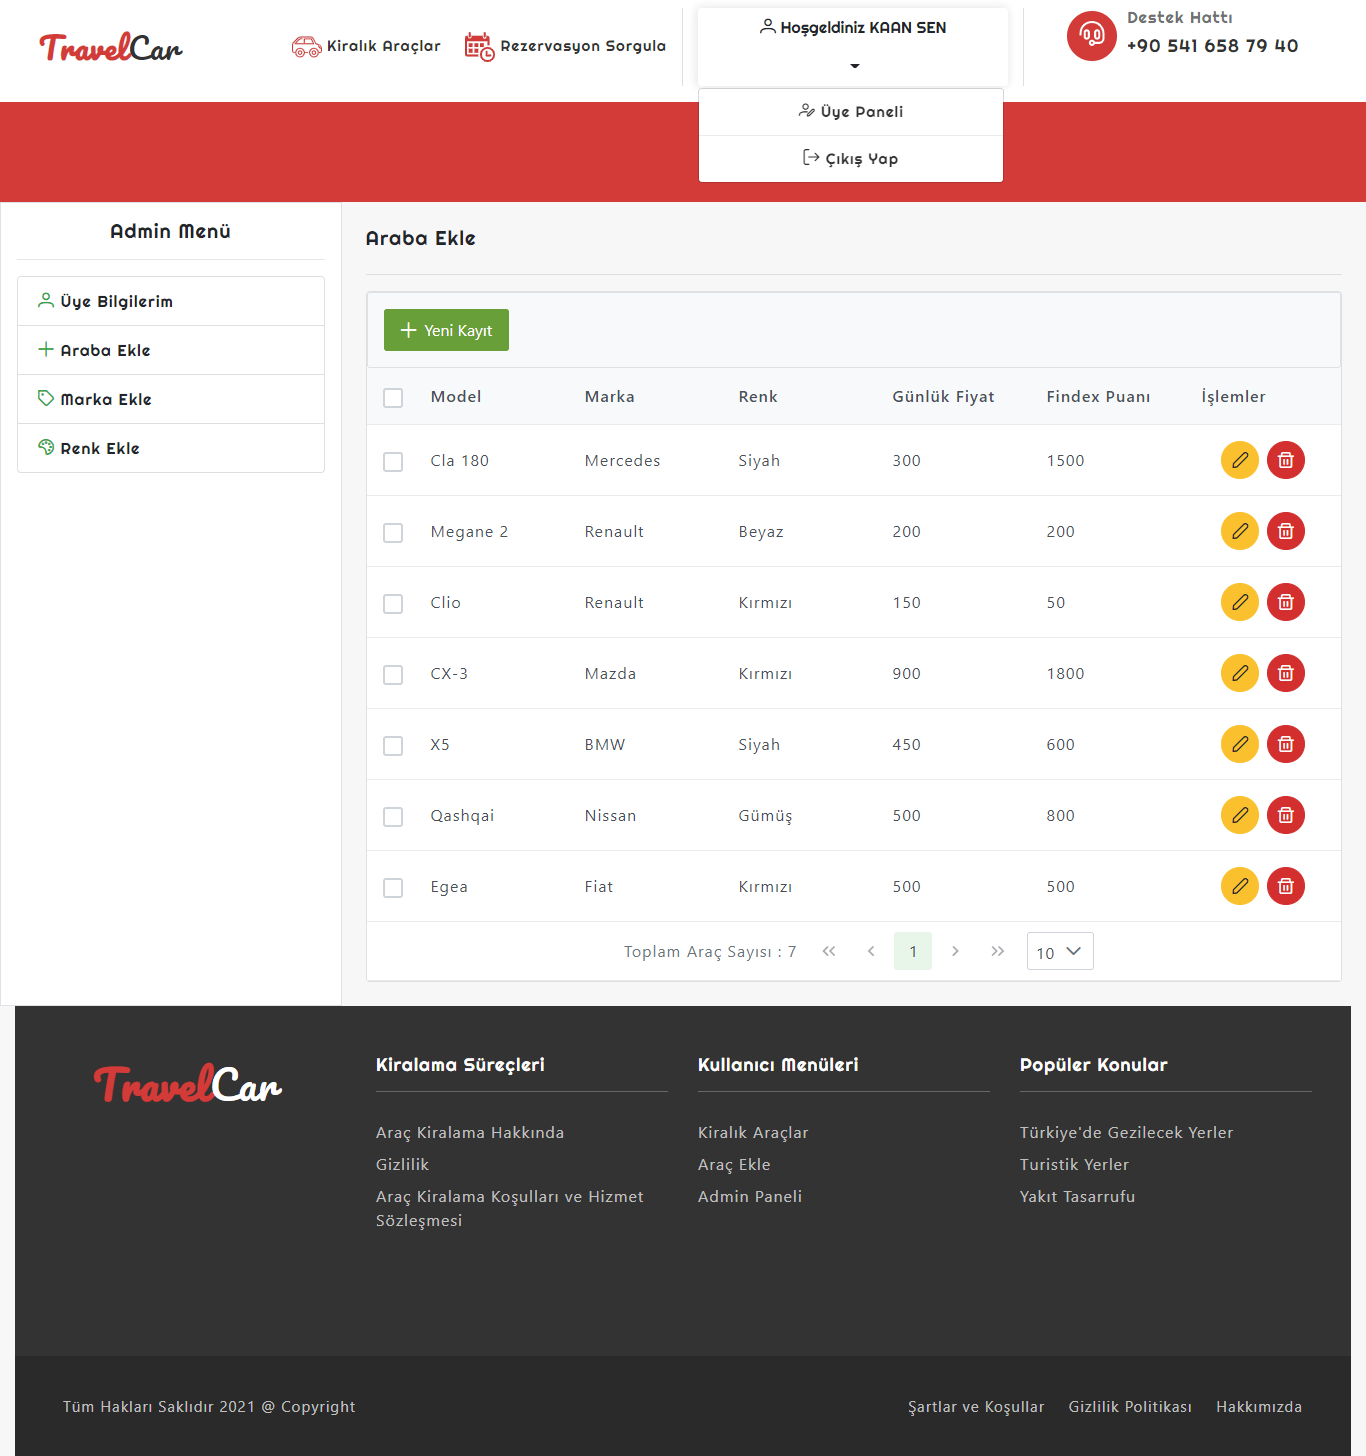 TravelCar
Kiralık Araçlar
Rezervasyon Sorgula
Hoşgeldiniz KAAN SEN
Üye Paneli
Çıkış Yap
Destek Hattı
+90 541 658 79 40
Admin Menü
Üye Bilgilerim
Araba Ekle
Marka Ekle
Renk Ekle
Araba Ekle
Yeni Kayıt
Model Marka Renk Günlük Fiyat Findex Puanı İşlemler
Cla 180 Mercedes Siyah 300 1500
Megane 2 Renault Beyaz 200 200
Clio Renault Kırmızı 150 50
CX-3 Mazda Kırmızı 900 1800
X5 BMW Siyah 450 600
Qashqai Nissan Gümüş 500 800
Egea Fiat Kırmızı 500 500
Toplam Araç Sayısı : 7 1 10
TravelCar
Kiralama Süreçleri
Araç Kiralama Hakkında
Gizlilik
Araç Kiralama Koşulları ve Hizmet
Sözleşmesi
Kullanıcı Menüleri
Kiralık Araçlar
Araç Ekle
Admin Paneli
Popüler Konular
Türkiye'de Gezilecek Yerler
Turistik Yerler
Yakıt Tasarrufu
Tüm Hakları Saklıdır 2021 @ Copyright
Şartlar ve Koşullar Gizlilik Politikası Hakkımızda